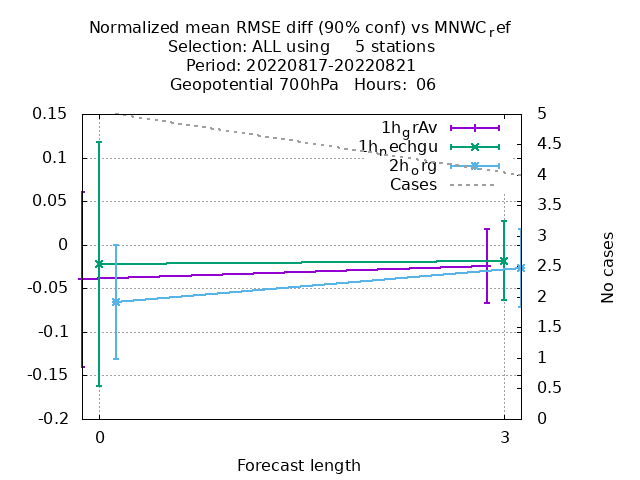 Normalized mean RMSE diff (90% conf) vs MNWC_ref
Selection: ALL using     5 stations
Period: 20220817-20220821
Geopotential 700hPa   Hours:  06
1h_grAv
1h_nechgu
2h_org
Cases
0.15
0.1
0.05
0
-0.05
-0.1
-0.15
-0.2
5
4.5
4
3.5
3
2.5
2
1.5
1
0.5
0
No cases
0
3
Forecast length